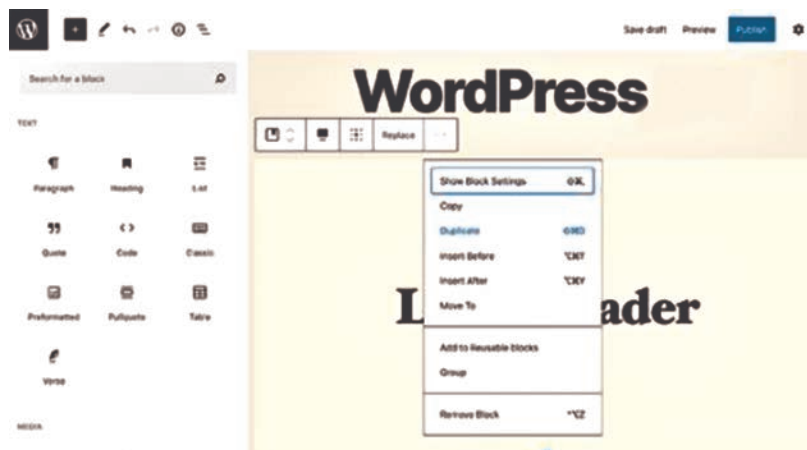 Save draft Preview Publish
Search for a block
WordPress
TEXT
Replace
Show Block Settings
Paragraph Heading List
Copy
Duplicate
Quote Code Classic
Insert Before
Insert After
Move To
Preformatted Pullquote Table
ader
Add to Reusable blocks
Group
Verse
Remove Block
MEDIA